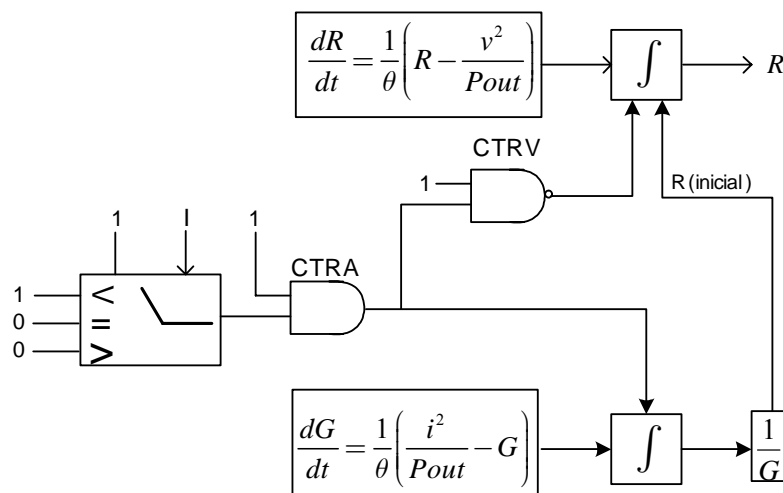 dR/dt = 1/θ (R − v²/Pout)
∫
R
CTRV
1
R (inicial)
1
I
1
CTRA
1
<
0
=
0
>
dG/dt = 1/θ (i²/Pout − G)
∫
1/G